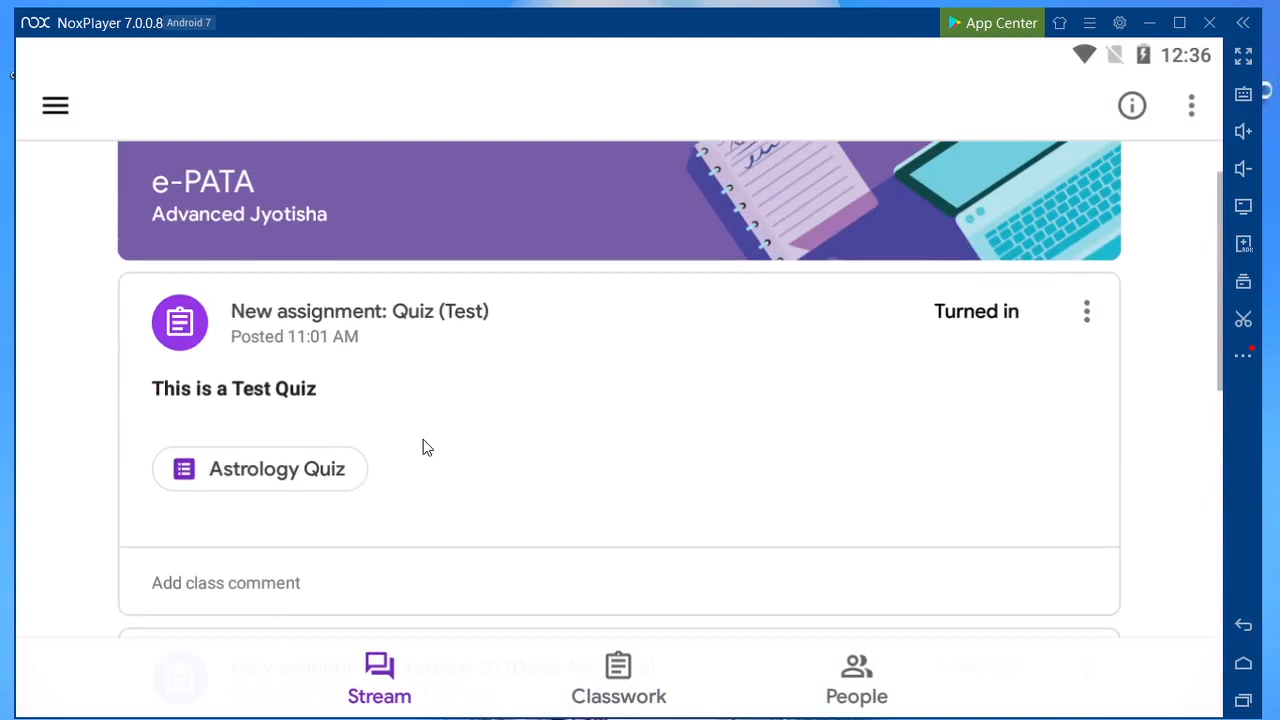 nox NoxPlayer 7.0.0.8 Android 7
App Center
12:36
e-PATA
Advanced Jyotisha
New assignment: Quiz (Test)
Turned in
Posted 11:01 AM
This is a Test Quiz
Astrology Quiz
Add class comment
Stream
Classwork
People